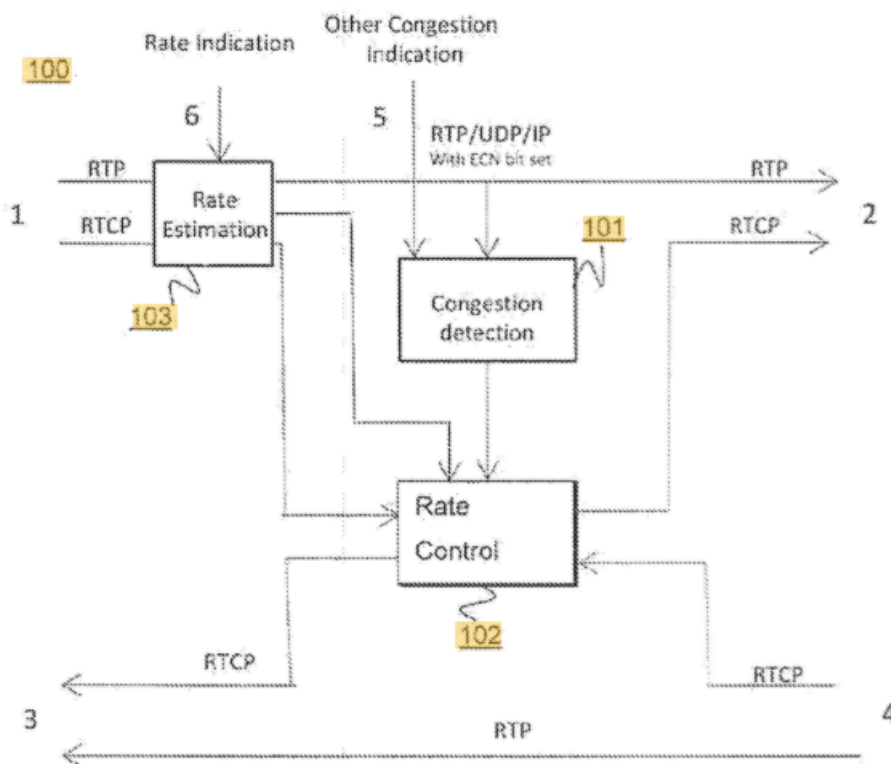 Rate Indication
Other Congestion
Indication
100
6
5
RTP/UDP/IP
With ECN bit set
RTP
RTP
1
Rate
Estimation
2
RTCP
RTCP
101
103
Congestion
detection
Rate
Control
102
RTCP
RTCP
3
4
RTP